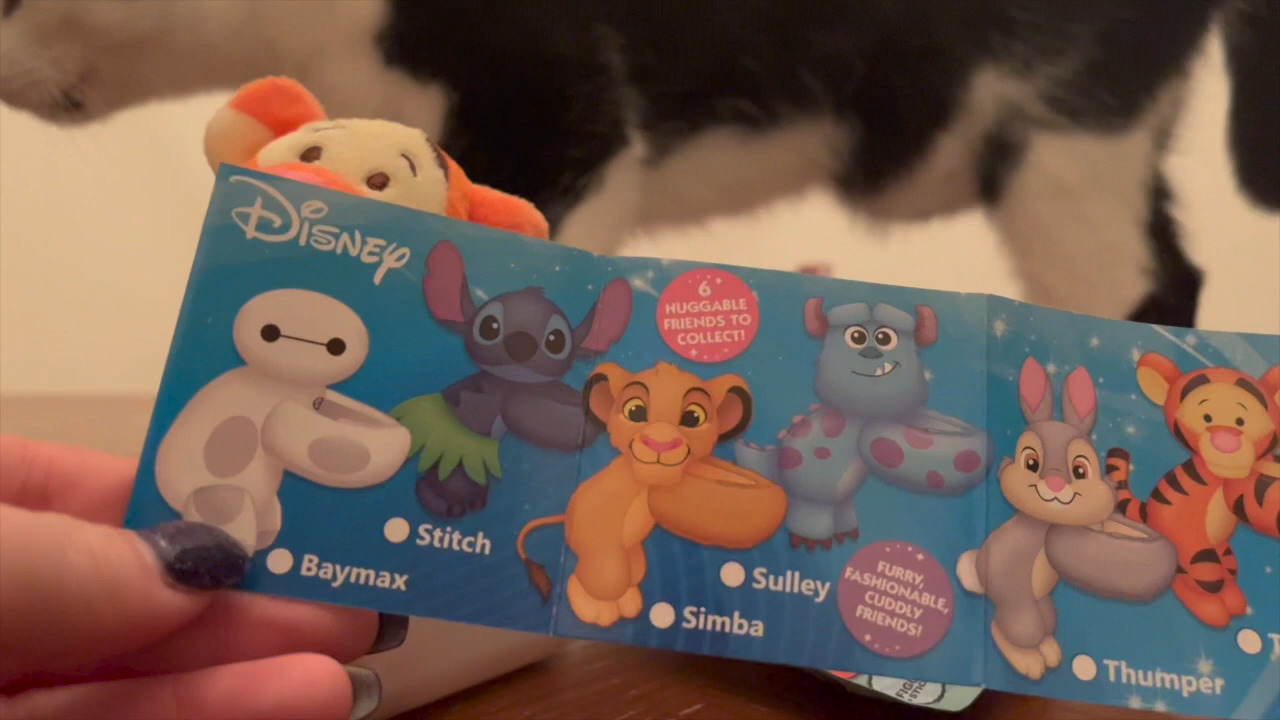 DISNEY
6
HUGGABLE
FRIENDS TO
COLLECT!
Stitch
Baymax
Sulley
Simba
FURRY,
FASHIONABLE,
CUDDLY
FRIENDS!
Thumper
T